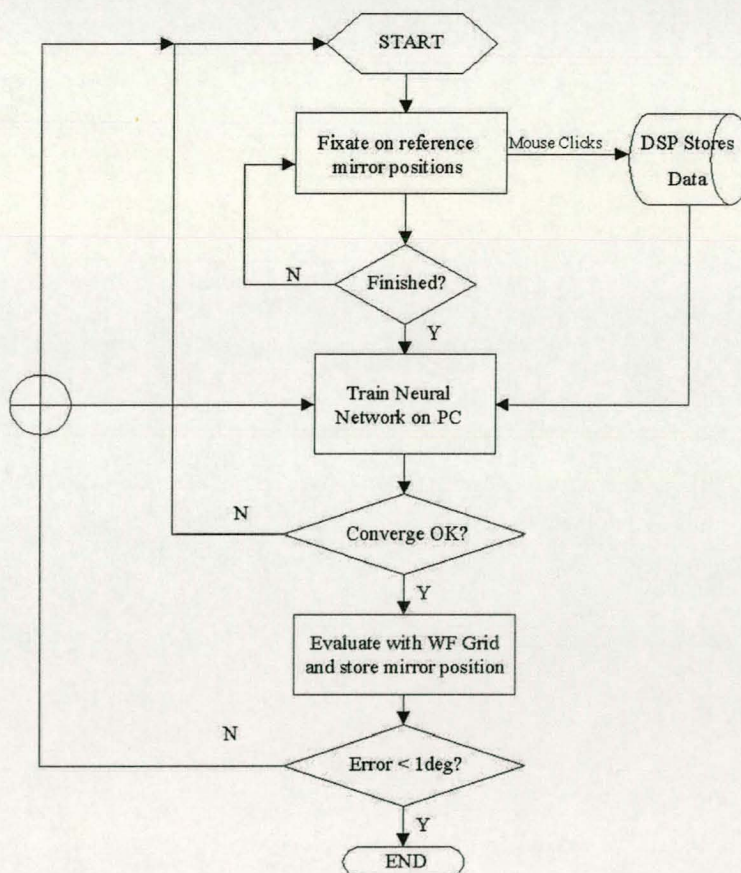 START
Fixate on reference
mirror positions
Mouse Clicks
DSP Stores
Data
N
Finished?
Y
Train Neural
Network on PC
N
Converge OK?
Y
Evaluate with WF Grid
and store mirror position
N
Error < 1deg?
Y
END